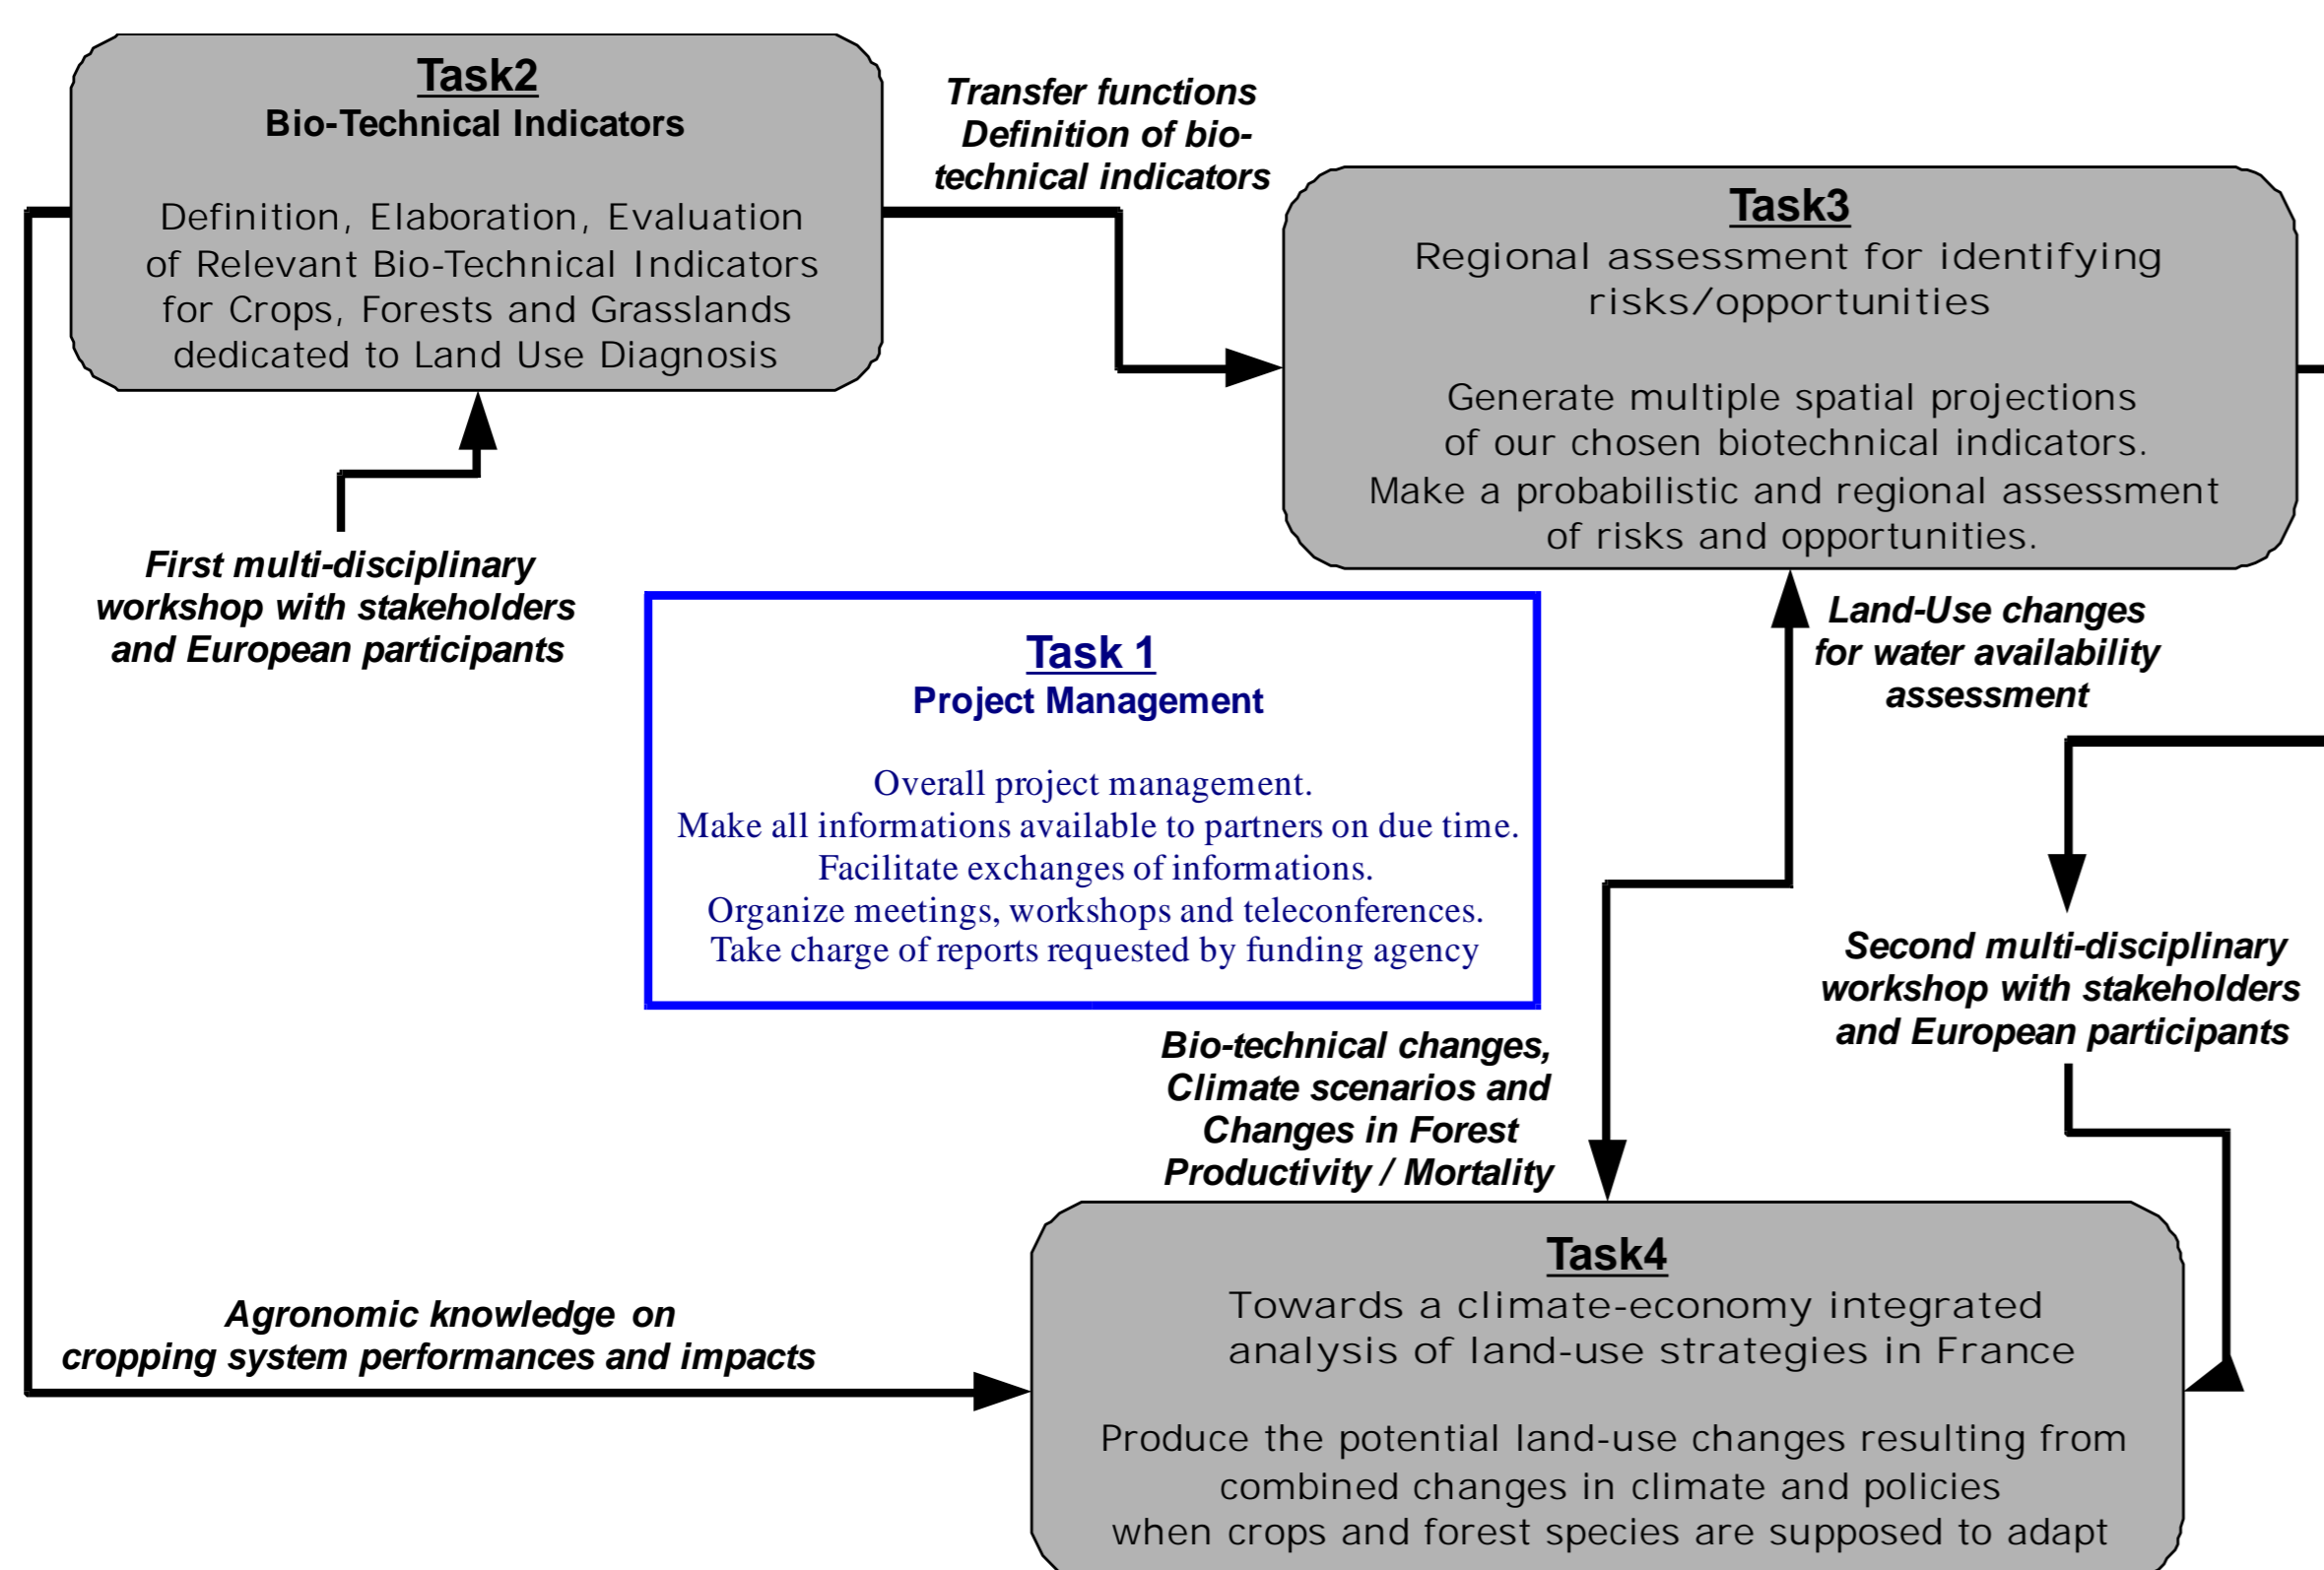 Task2
Bio-Technical Indicators
Definition, Elaboration, Evaluation
of Relevant Bio-Technical Indicators
for Crops, Forests and Grasslands
dedicated to Land Use Diagnosis
Transfer functions
Definition of bio-
technical indicators
Task3
Regional assessment for identifying
risks/opportunities
Generate multiple spatial projections
of our chosen biotechnical indicators.
Make a probabilistic and regional assessment
of risks and opportunities.
First multi-disciplinary
workshop with stakeholders
and European participants
Task 1
Project Management
Overall project management.
Make all informations available to partners on due time.
Facilitate exchanges of informations.
Organize meetings, workshops and teleconferences.
Take charge of reports requested by funding agency
Land-Use changes
for water availability
assessment
Second multi-disciplinary
workshop with stakeholders
and European participants
Bio-technical changes,
Climate scenarios and
Changes in Forest
Productivity / Mortality
Agronomic knowledge on
cropping system performances and impacts
Task4
Towards a climate-economy integrated
analysis of land-use strategies in France
Produce the potential land-use changes resulting from
combined changes in climate and policies
when crops and forest species are supposed to adapt